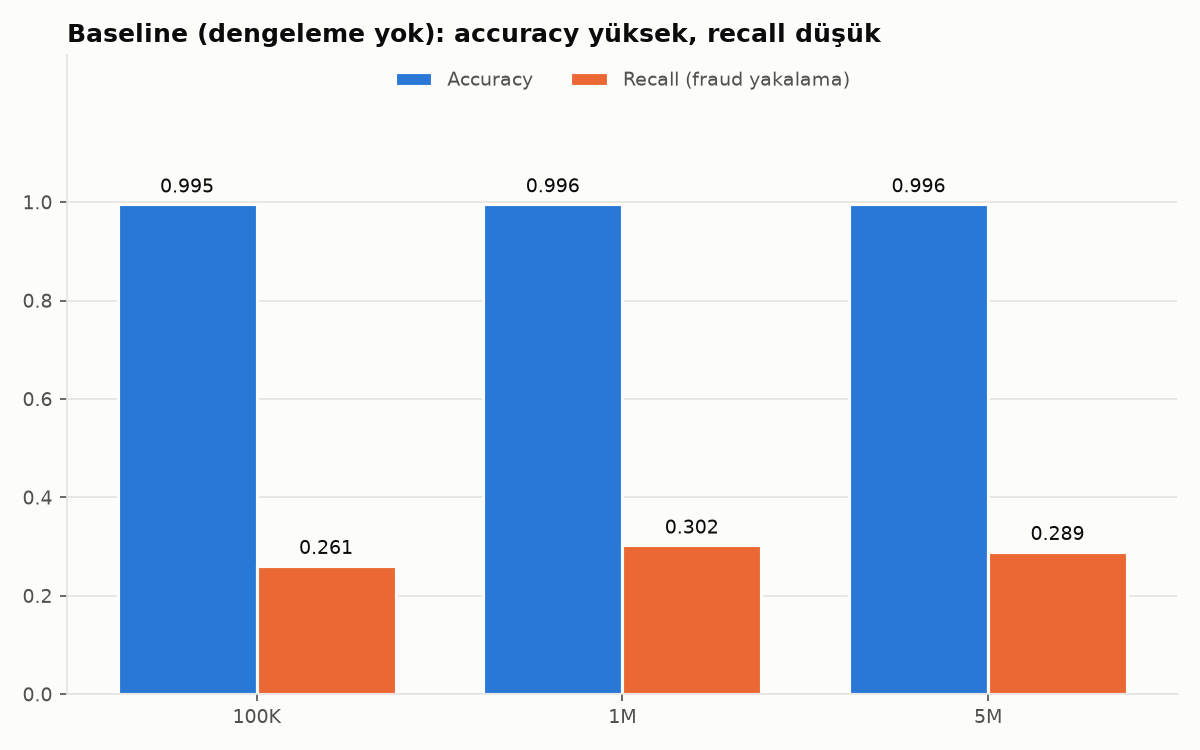 Baseline (dengeleme yok): accuracy yüksek, recall düşük
Accuracy
Recall (fraud yakalama)
0.995
0.996
0.996
1.0
0.8
0.6
0.4
0.302
0.289
0.261
0.2
0.0
100K
1M
5M